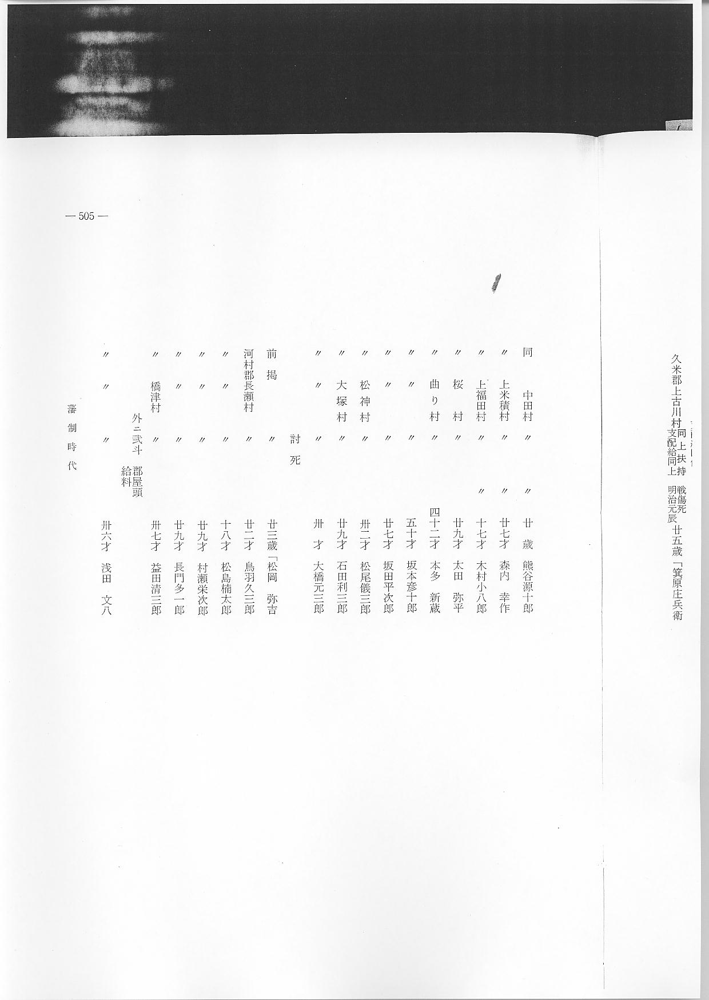 久米郡上古川村 同上扶持 支配給同上 戦傷死 明治元辰 廿五歳「箕原庄兵衛
同 中田村 〃 〃 廿歳 熊谷源十郎
〃 上米積村 〃 〃 廿七才 森内幸作
〃 上福田村 〃 〃 十七才 木村小八郎
〃 桜村 〃 廿九才 太田弥平
〃 曲り村 〃 四十二才 本多新蔵
〃 〃 〃 五十才 坂本彦十郎
〃 〃 〃 廿七才 坂田平次郎
〃 松神村 〃 卅二才 松尾儀三郎
〃 大塚村 〃 廿九才 石田利三郎
〃 〃 〃 卅才 大橋元三郎
討死
前掲 〃 廿三歳「松岡弥吉
河村郡長瀬村 〃 廿二才 鳥羽久三郎
〃 〃 〃 十八才 松島楠太郎
〃 〃 〃 廿九才 村瀬栄次郎
〃 〃 〃 廿九才 長門多一郎
〃 橋津村 〃 卅七才 益田清三郎
外ニ弐斗 郡屋頭給料
〃 〃 〃 卅六才 浅田文八
藩制時代
— 505 —